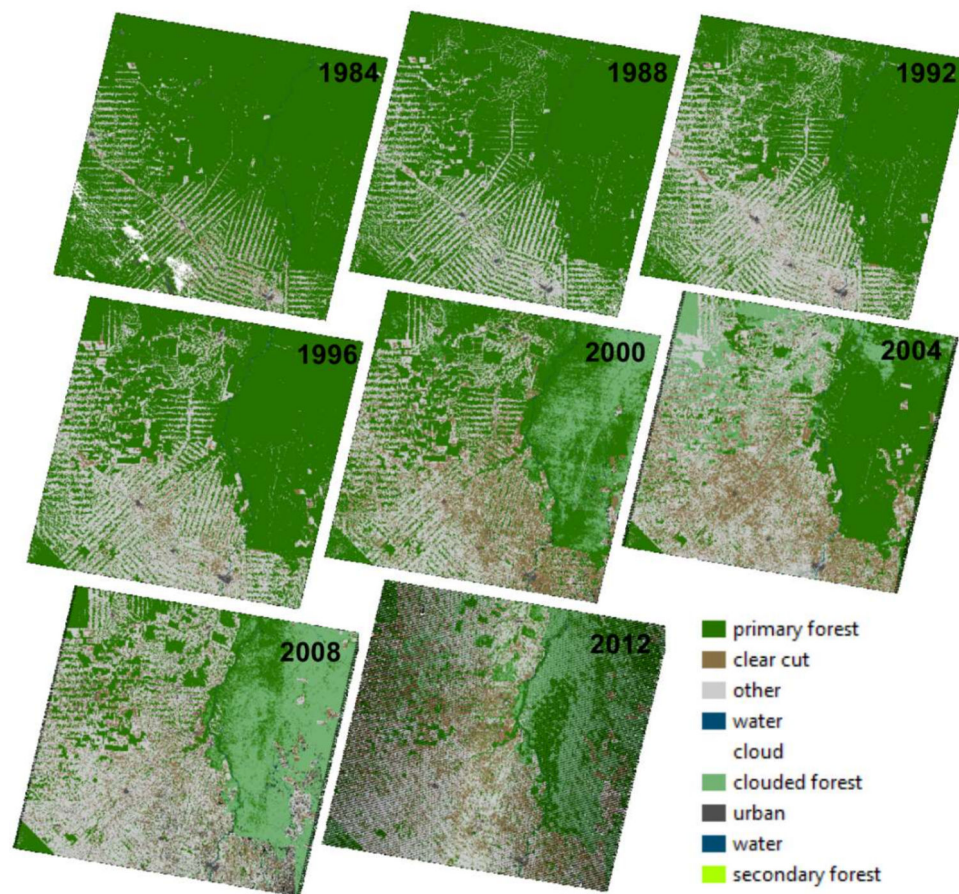 1984
1988
1992
1996
2000
2004
2008
2012
primary forest
clear cut
other
water
cloud
clouded forest
urban
water
secondary forest